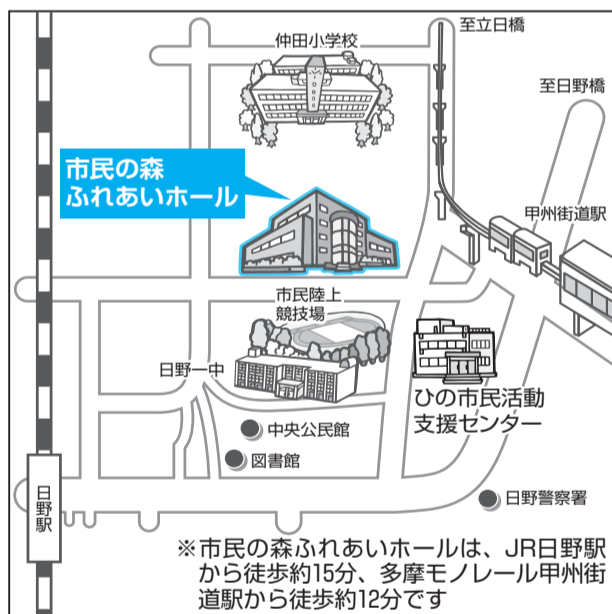 至立日橋
仲田小学校
至日野橋
市民の森
ふれあいホール
甲州街道駅
市民陸上
競技場
日野一中
ひの市民活動
支援センター
中央公民館
図書館
日野駅
日野警察署
※市民の森ふれあいホールは、JR日野駅
から徒歩約15分、多摩モノレール甲州街
道駅から徒歩約12分です